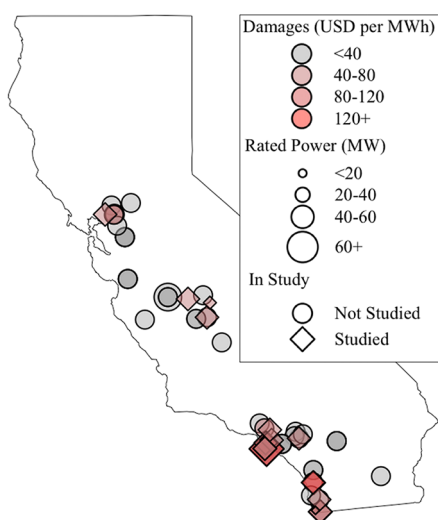 Damages (USD per MWh)
<40
40-80
80-120
120+
Rated Power (MW)
<20
20-40
40-60
60+
In Study
Not Studied
Studied